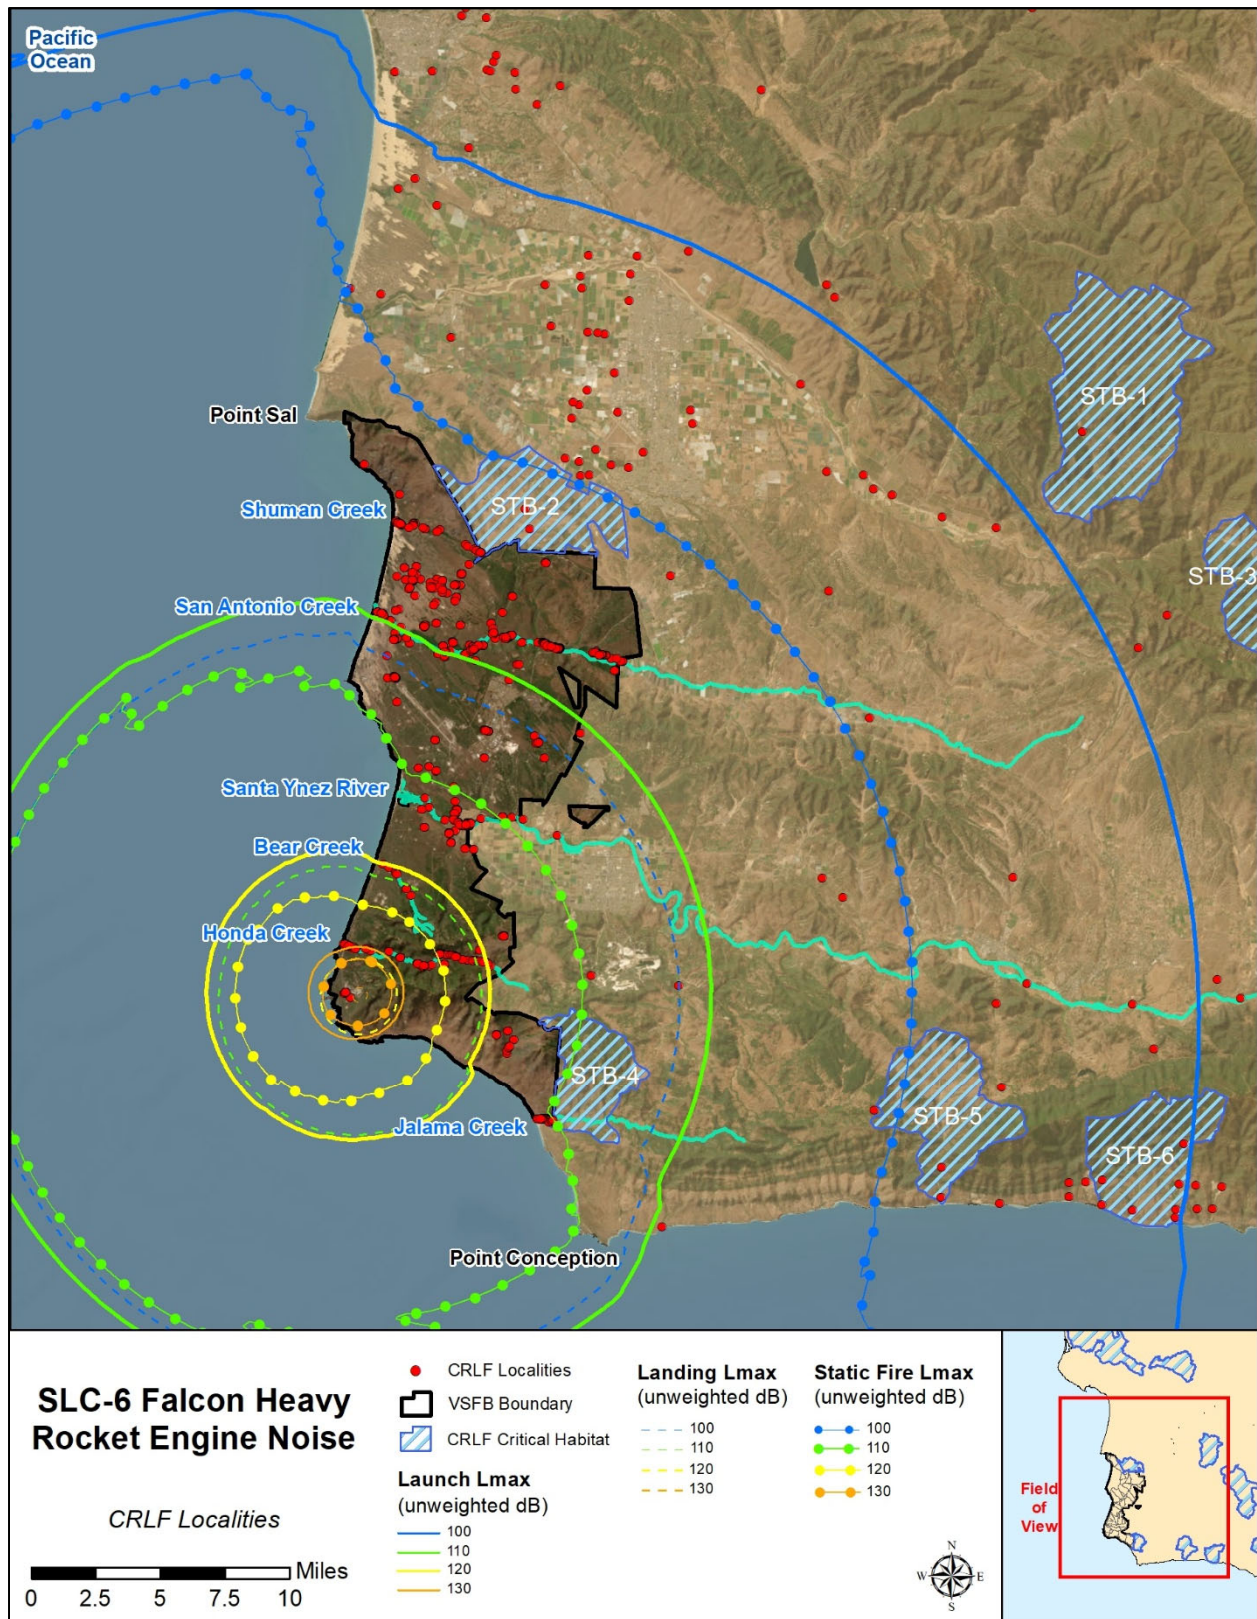 Pacific
Ocean
Point Sal
STB-1
STB-2
Shuman Creek
STB-3
San Antonio Creek
Santa Ynez River
Bear Creek
Honda Creek
STB-4
STB-5
Jalama Creek
STB-6
Point Conception
SLC-6 Falcon Heavy
Rocket Engine Noise
CRLF Localities
Miles
0 2.5 5 7.5 10
CRLF Localities
VSFB Boundary
CRLF Critical Habitat
Launch Lmax
(unweighted dB)
100
110
120
130
Landing Lmax
(unweighted dB)
100
110
120
130
Static Fire Lmax
(unweighted dB)
100
110
120
130
N
W E
S
Field
of
View